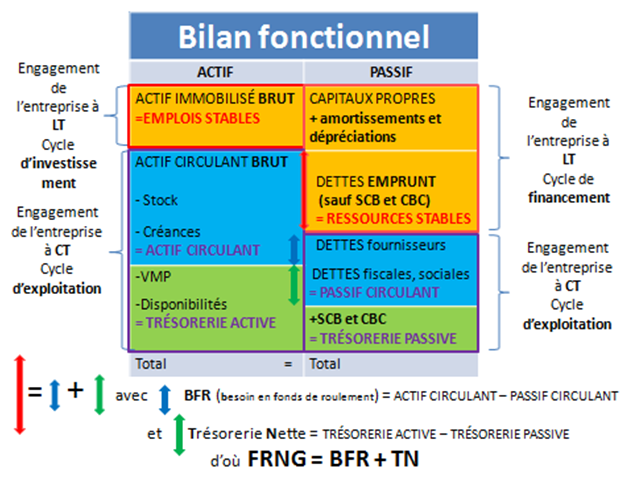 Bilan fonctionnel
ACTIF
PASSIF
Engagement
de
l'entreprise à
LT
Cycle
d'investisse
ment
ACTIF IMMOBILISÉ BRUT
=EMPLOIS STABLES
CAPITAUX PROPRES
+ amortissements et
dépréciations
Engagement
de
l'entreprise à
LT
Cycle de
financement
ACTIF CIRCULANT BRUT
- Stock
- Créances
= ACTIF CIRCULANT
DETTES EMPRUNT
(sauf SCB et CBC)
= RESSOURCES STABLES
Engagement
de l'entreprise
à CT
Cycle
d'exploitation
DETTES fournisseurs
DETTES fiscales, sociales
= PASSIF CIRCULANT
Engagement
de l'entreprise
à CT
Cycle
d'exploitation
-VMP
-Disponibilités
= TRÉSORERIE ACTIVE
+SCB et CBC
= TRÉSORERIE PASSIVE
Total =
Total
= + avec BFR (besoin en fonds de roulement) = ACTIF CIRCULANT – PASSIF CIRCULANT
et Trésorerie Nette = TRÉSORERIE ACTIVE – TRÉSORERIE PASSIVE
d'où FRNG = BFR + TN